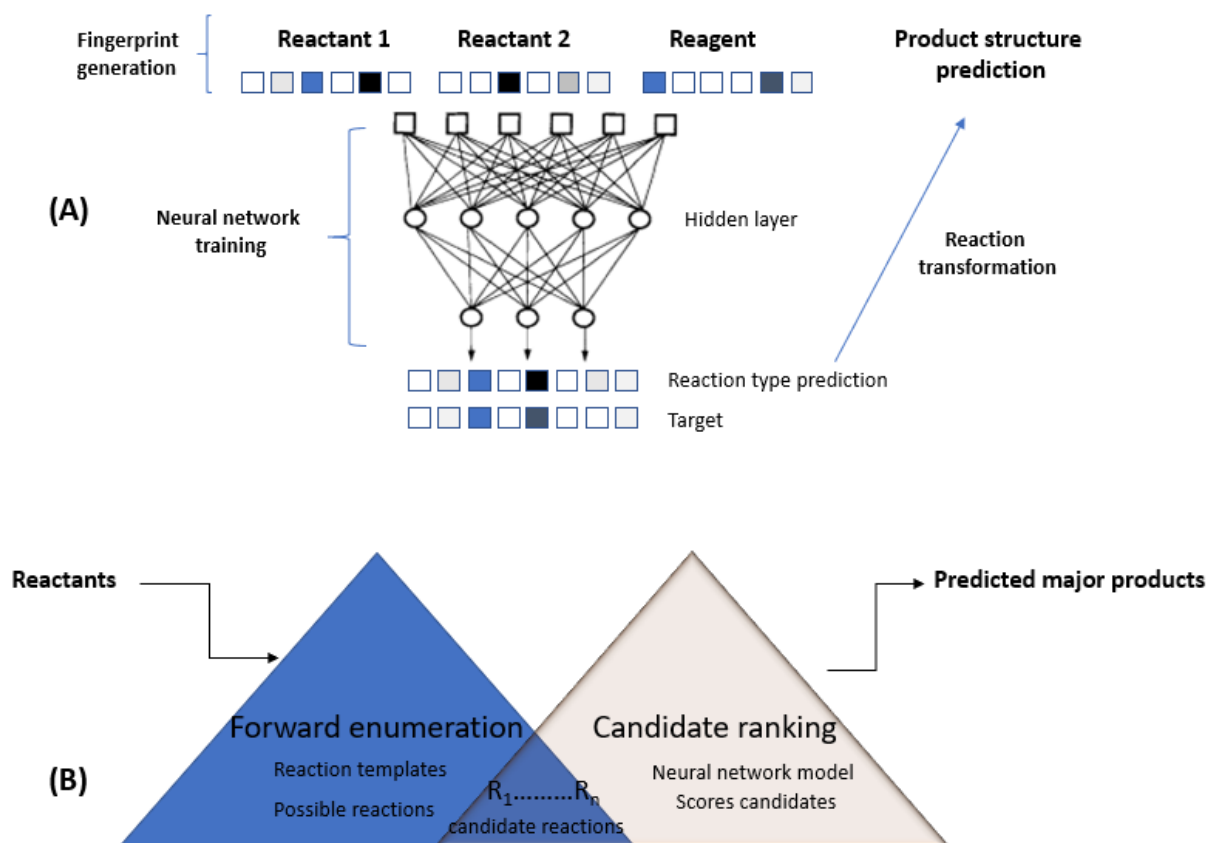 Fingerprint
generation
Reactant 1
Reactant 2
Reagent
Product structure
prediction
(A)
Neural network
training
Hidden layer
Reaction
transformation
Reaction type prediction
Target
Reactants
Predicted major products
Forward enumeration
Candidate ranking
(B)
Reaction templates
Possible reactions
R₁.........Rₙ
candidate reactions
Neural network model
Scores candidates